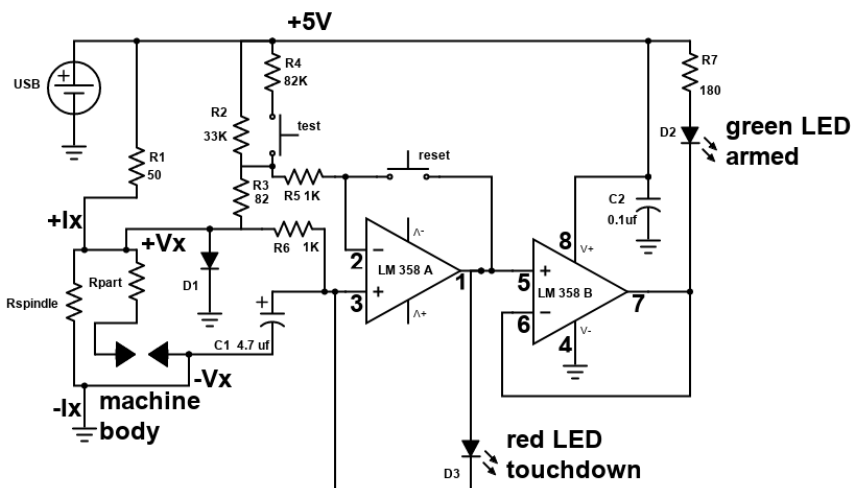 +5V
USB
+
R1
50
R2
33K
R4
82K
test
R3
82
R5 1K
reset
R6 1K
R7
180
D2
green LED
armed
C2
0.1uf
+Ix
+Vx
Rpart
Rspindle
D1
+
C1 4.7 uf
-Vx
-Ix
machine
body
2
-
V-
LM 358 A
1
3
+
V+
8
V+
5
+
LM 358 B
7
6
-
4
V-
red LED
touchdown
D3